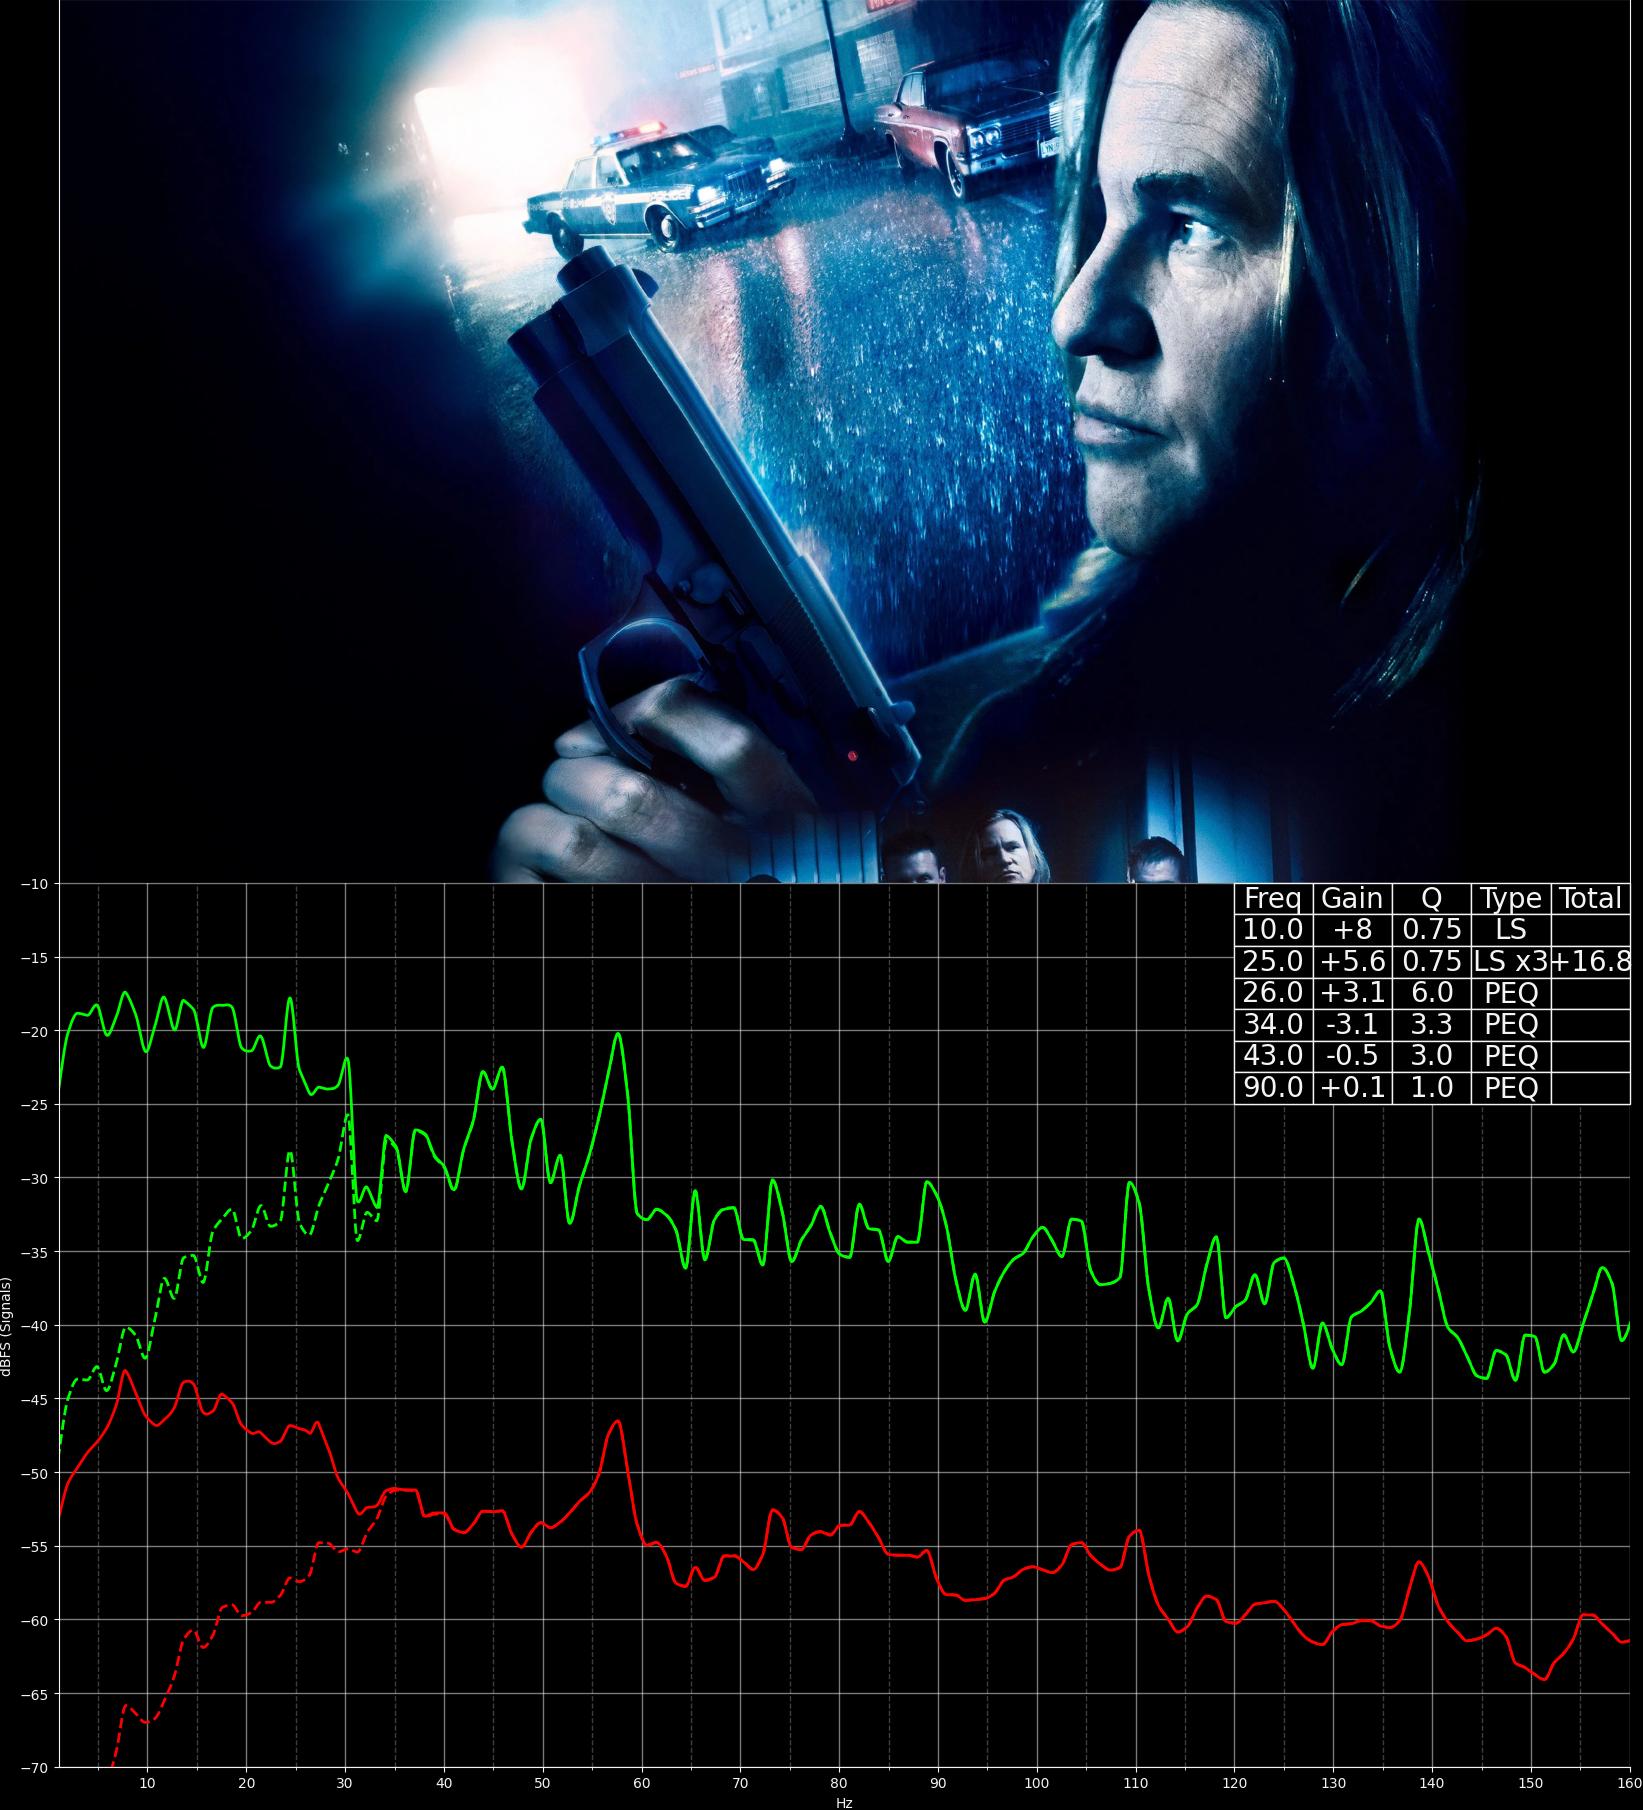 Freq Gain Q Type Total
10.0 +8 0.75 LS
25.0 +5.6 0.75 LS x3 +16.8
26.0 +3.1 6.0 PEQ
34.0 -3.1 3.3 PEQ
43.0 -0.5 3.0 PEQ
90.0 +0.1 1.0 PEQ
−10
−15
−20
−25
−30
−35
−40
−45
−50
−55
−60
−65
−70
dBFS (Signals)
10 20 30 40 50 60 70 80 90 100 110 120 130 140 150 160
Hz